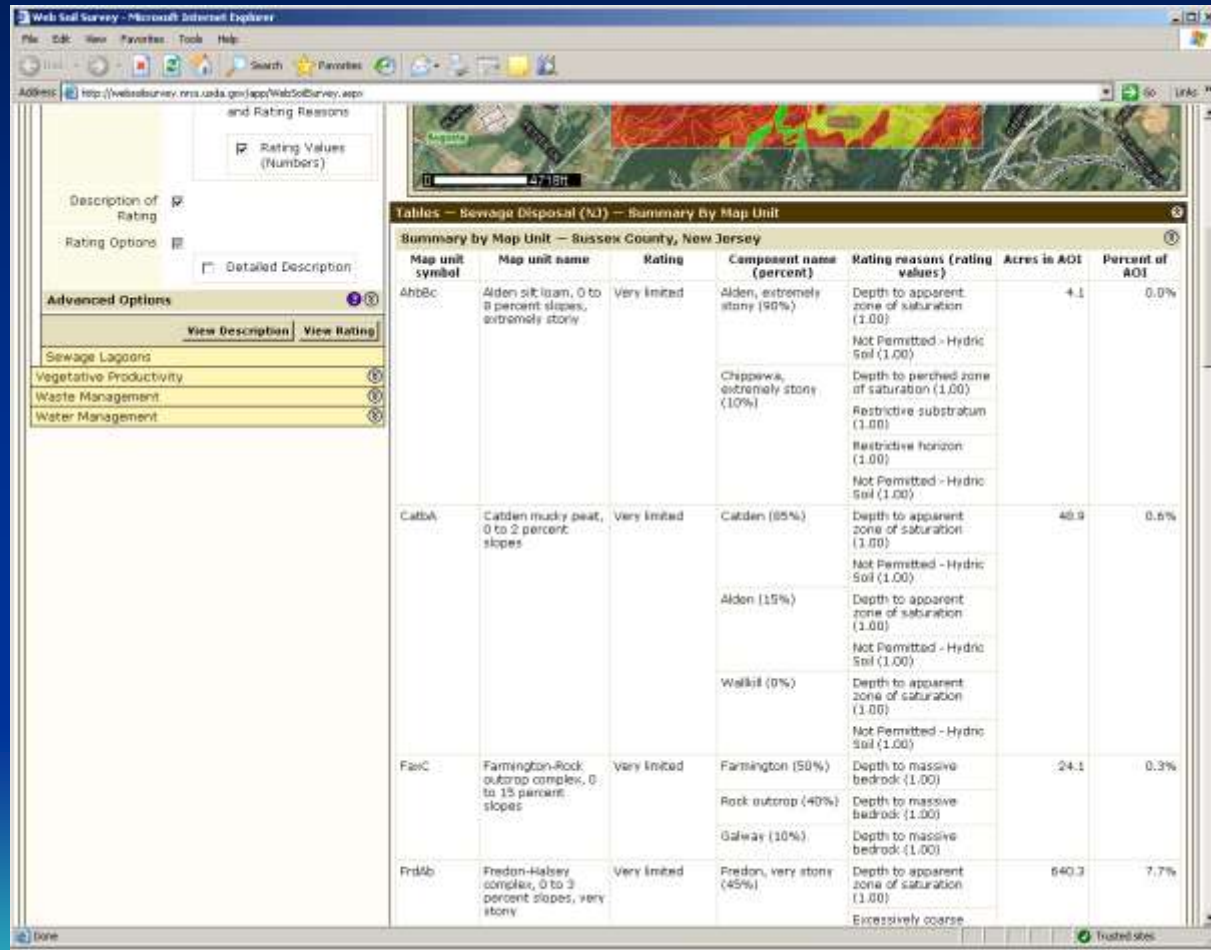 Web Soil Survey - Microsoft Internet Explorer
File Edit View Favorites Tools Help
Search Favorites
Address http://websoilsurvey.nrcs.usda.gov/app/WebSoilSurvey.aspx Go Links
and Rating Reasons
Rating Values
(Numbers)
Description of
Rating
Rating Options
Detailed Description
Advanced Options
View Description View Rating
Sewage Lagoons
Vegetative Productivity
Waste Management
Water Management
Augusta
0 4718ft
Tables — Sewage Disposal (NJ) — Summary By Map Unit
Summary by Map Unit — Sussex County, New Jersey
Map unit symbol Map unit name Rating Component name (percent) Rating reasons (rating values) Acres in AOI Percent of AOI
AhbBc Alden silt loam, 0 to 8 percent slopes, extremely stony Very limited Alden, extremely stony (90%) Depth to apparent zone of saturation (1.00) 4.1 0.0%
Not Permitted - Hydric Soil (1.00)
Chippewa, extremely stony (10%) Depth to perched zone of saturation (1.00)
Restrictive substratum (1.00)
Restrictive horizon (1.00)
Not Permitted - Hydric Soil (1.00)
CatbA Catden mucky peat, 0 to 2 percent slopes Very limited Catden (85%) Depth to apparent zone of saturation (1.00) 48.9 0.6%
Not Permitted - Hydric Soil (1.00)
Alden (15%) Depth to apparent zone of saturation (1.00)
Not Permitted - Hydric Soil (1.00)
Wallkill (0%) Depth to apparent zone of saturation (1.00)
Not Permitted - Hydric Soil (1.00)
FaxC Farmington-Rock outcrop complex, 0 to 15 percent slopes Very limited Farmington (50%) Depth to massive bedrock (1.00) 24.1 0.3%
Rock outcrop (40%) Depth to massive bedrock (1.00)
Galway (10%) Depth to massive bedrock (1.00)
FrdAb Fredon-Halsey complex, 0 to 3 percent slopes, very stony Very limited Fredon, very stony (45%) Depth to apparent zone of saturation (1.00) 640.3 7.7%
Excessively coarse
Done Trusted sites